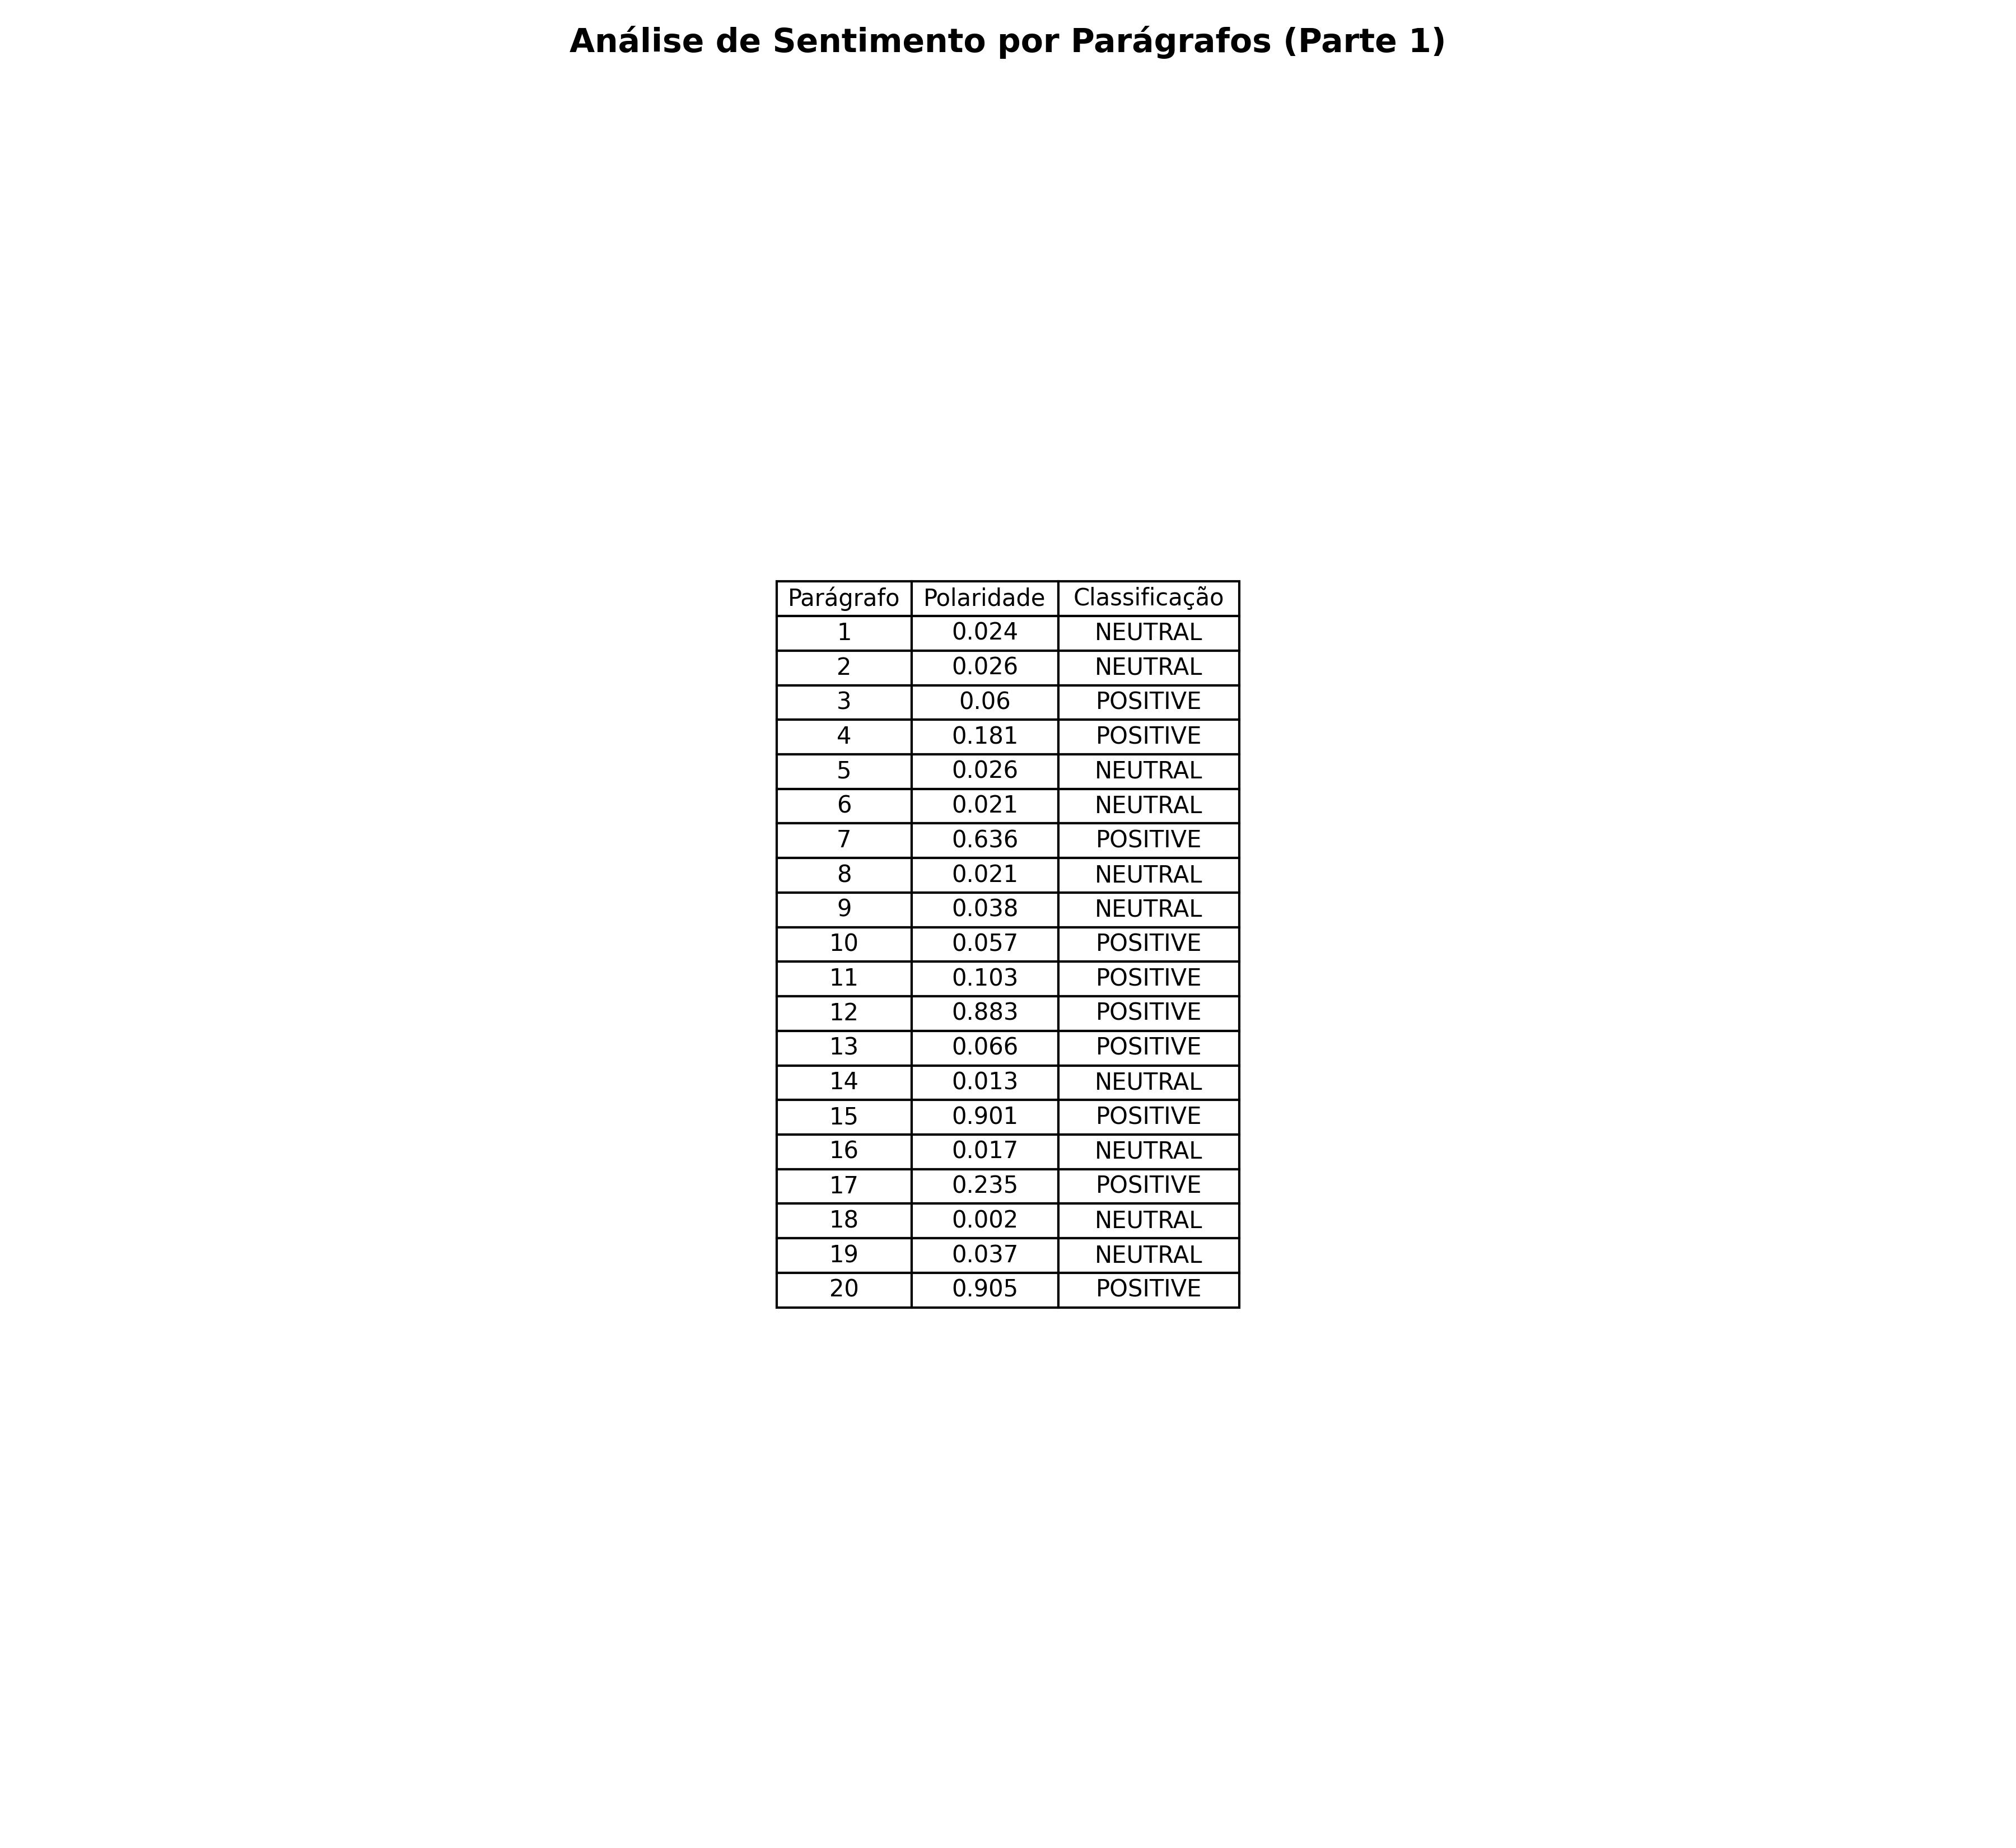 Análise de Sentimento por Parágrafos (Parte 1)
Parágrafo Polaridade Classificação
1 0.024 NEUTRAL
2 0.026 NEUTRAL
3 0.06 POSITIVE
4 0.181 POSITIVE
5 0.026 NEUTRAL
6 0.021 NEUTRAL
7 0.636 POSITIVE
8 0.021 NEUTRAL
9 0.038 NEUTRAL
10 0.057 POSITIVE
11 0.103 POSITIVE
12 0.883 POSITIVE
13 0.066 POSITIVE
14 0.013 NEUTRAL
15 0.901 POSITIVE
16 0.017 NEUTRAL
17 0.235 POSITIVE
18 0.002 NEUTRAL
19 0.037 NEUTRAL
20 0.905 POSITIVE